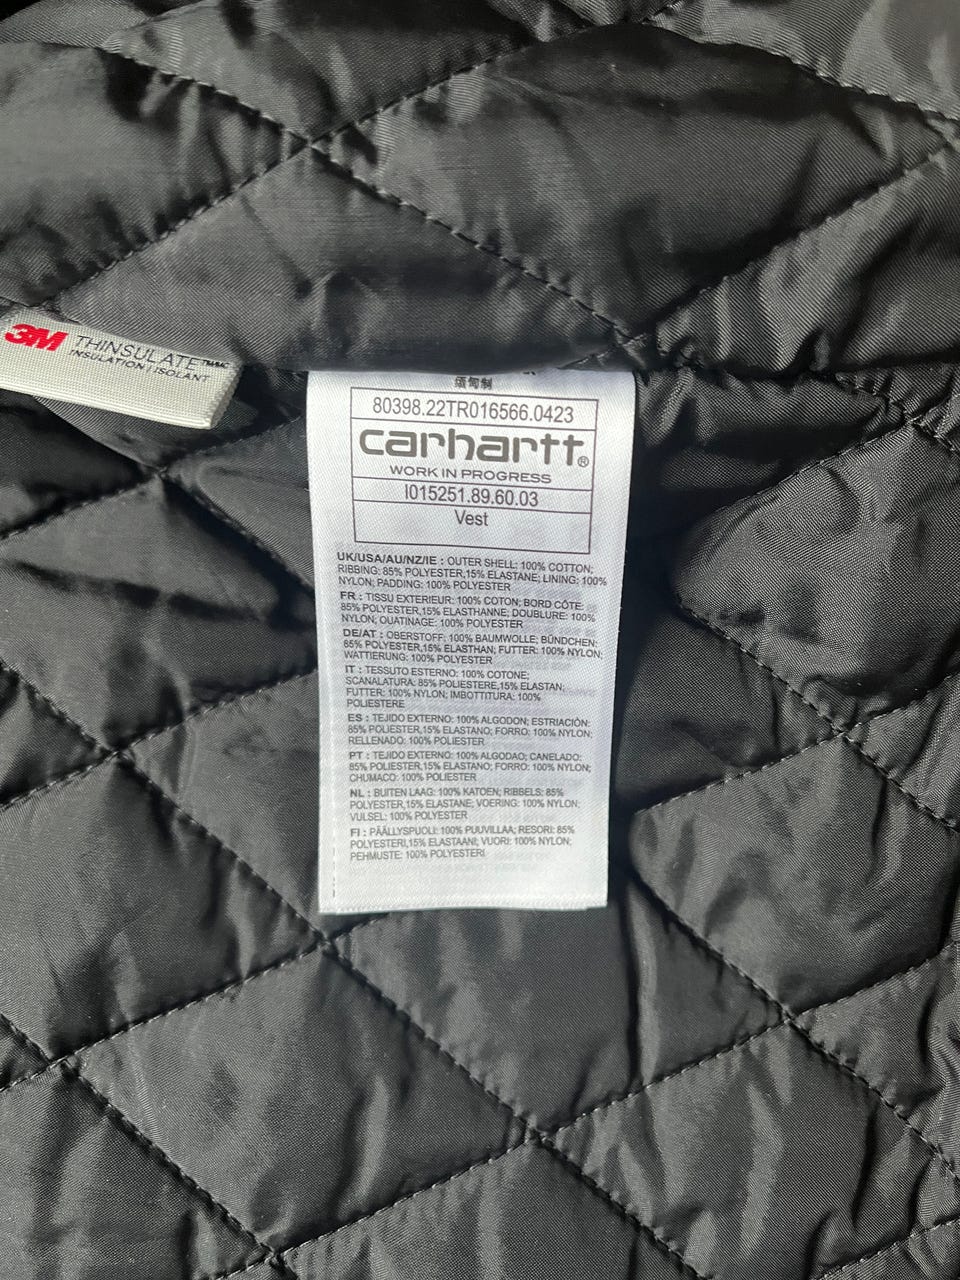 3M THINSULATE™/MC
INSULATION / ISOLANT
缅甸制
80398.22TR016566.0423
carhartt®
WORK IN PROGRESS
I015251.89.60.03
Vest
UK/USA/AU/NZ/IE : OUTER SHELL: 100% COTTON;
RIBBING: 85% POLYESTER,15% ELASTANE; LINING: 100%
NYLON; PADDING: 100% POLYESTER
FR : TISSU EXTERIEUR: 100% COTON; BORD CÔTE:
85% POLYESTER,15% ELASTHANNE; DOUBLURE: 100%
NYLON; OUATINAGE: 100% POLYESTER
DE/AT : OBERSTOFF: 100% BAUMWOLLE; BÜNDCHEN:
85% POLYESTER,15% ELASTHAN; FUTTER: 100% NYLON;
WATTIERUNG: 100% POLYESTER
IT : TESSUTO ESTERNO: 100% COTONE;
SCANALATURA: 85% POLIESTERE,15% ELASTAN;
FUTTER: 100% NYLON; IMBOTTITURA: 100%
POLIESTERE
ES : TEJIDO EXTERNO: 100% ALGODON; ESTRIACIÓN:
85% POLIESTER,15% ELASTANO; FORRO: 100% NYLON;
RELLENADO: 100% POLIESTER
PT : TEJIDO EXTERNO: 100% ALGODAO; CANELADO:
85% POLIESTER,15% ELASTANO; FORRO: 100% NYLON;
CHUMACO: 100% POLIESTER
NL : BUITEN LAAG: 100% KATOEN; RIBBELS: 85%
POLYESTER,15% ELASTANE; VOERING: 100% NYLON;
VULSEL: 100% POLYESTER
FI : PÄÄLLYSPUOLI: 100% PUUVILLAA; RESORI: 85%
POLYESTERI,15% ELASTAANI; VUORI: 100% NYLON;
PEHMUSTE: 100% POLYESTERI